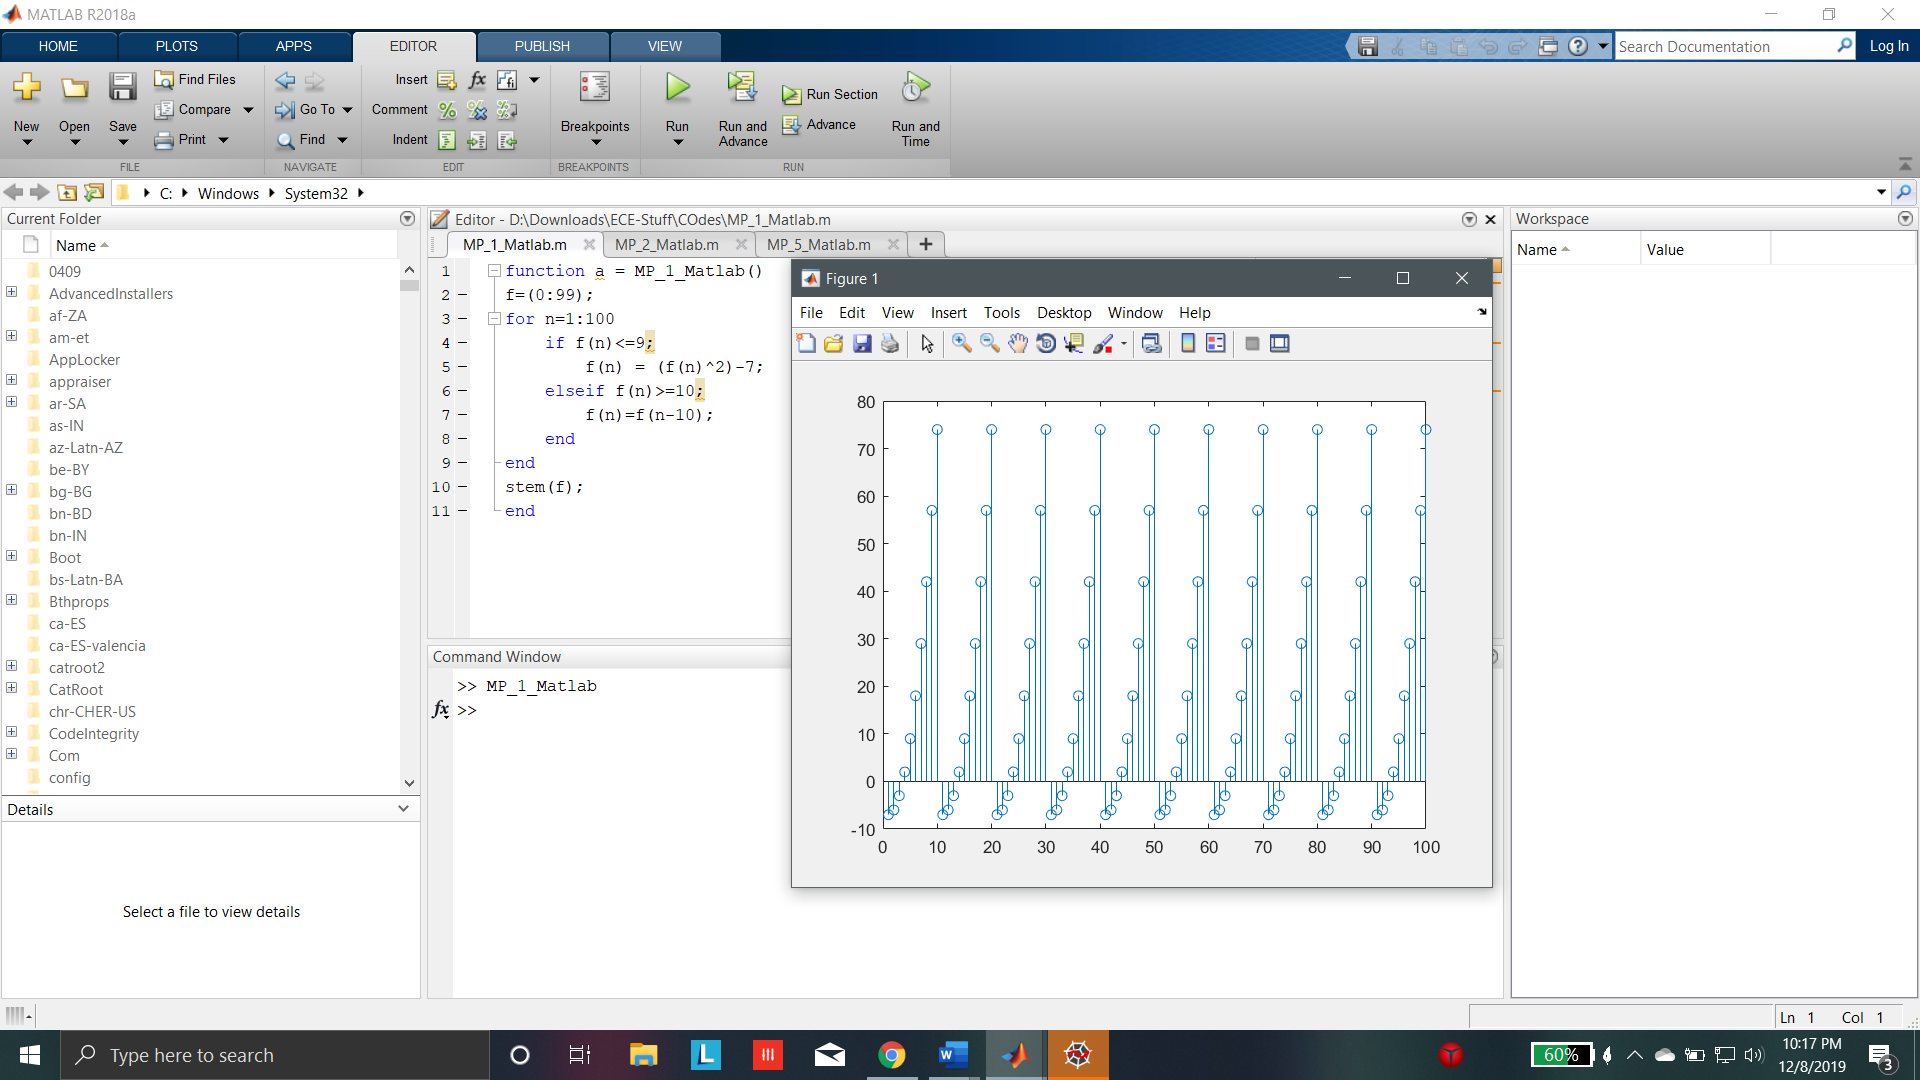 MATLAB R2018a
HOME PLOTS APPS EDITOR PUBLISH VIEW
Search Documentation
Log In
New
Open
Save
Find Files
Compare
Print
FILE
Go To
Find
NAVIGATE
Insert fx
Comment
Indent
EDIT
Breakpoints
BREAKPOINTS
Run
Run and Advance
Run Section
Advance
Run and Time
RUN
C: Windows System32
Current Folder
Name
0409
AdvancedInstallers
af-ZA
am-et
AppLocker
appraiser
ar-SA
as-IN
az-Latn-AZ
be-BY
bg-BG
bn-BD
bn-IN
Boot
bs-Latn-BA
Bthprops
ca-ES
ca-ES-valencia
catroot2
CatRoot
chr-CHER-US
CodeIntegrity
Com
config
Details
Select a file to view details
Editor - D:\Downloads\ECE-Stuff\COdes\MP_1_Matlab.m
MP_1_Matlab.m MP_2_Matlab.m MP_5_Matlab.m +
1 function a = MP_1_Matlab()
2 f=(0:99);
3 for n=1:100
4 if f(n)<=9;
5 f(n) = (f(n)^2)-7;
6 elseif f(n)>=10;
7 f(n)=f(n-10);
8 end
9 end
10 stem(f);
11 end
Command Window
>> MP_1_Matlab
fx >>
Figure 1
File Edit View Insert Tools Desktop Window Help
80
70
60
50
40
30
20
10
0
-10
0 10 20 30 40 50 60 70 80 90 100
Workspace
Name Value
Ln 1 Col 1
Type here to search
L
W
60%
10:17 PM
12/8/2019
3